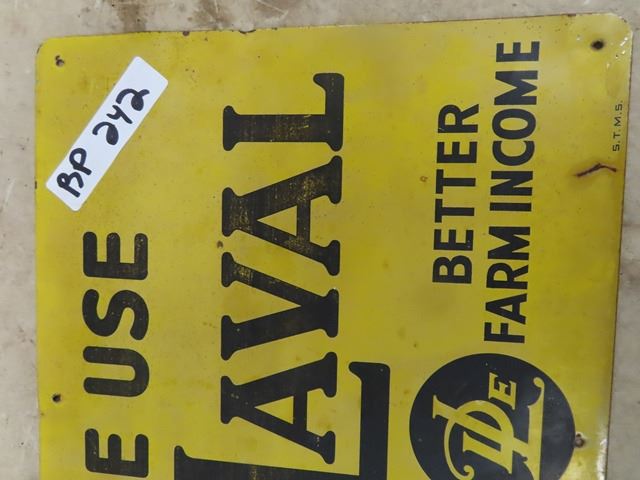 BP 242
E USE
LAVAL
BETTER
FARM INCOME
DLE
S.T.M.S.